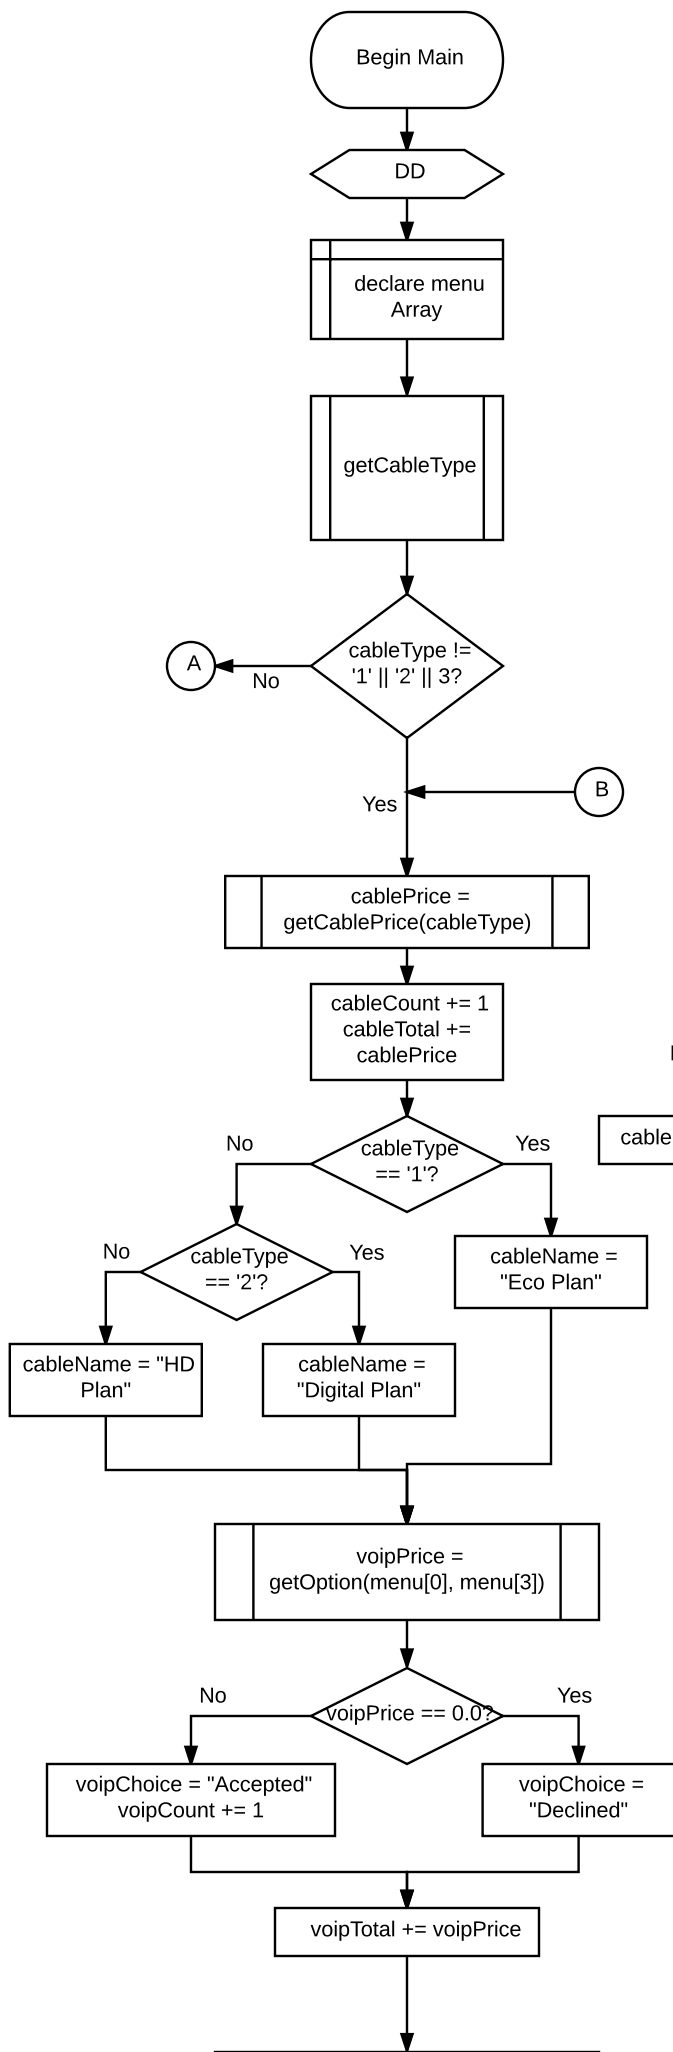 Begin Main
DD
declare menu
Array
getCableType
cableType !=
'1' || '2' || 3?
A
No
B
Yes
cablePrice =
getCablePrice(cableType)
cableCount += 1
cableTotal +=
cablePrice
cable
No
cableType
== '1'?
Yes
No
cableType
== '2'?
Yes
cableName =
"Eco Plan"
cableName = "HD
Plan"
cableName =
"Digital Plan"
voipPrice =
getOption(menu[0], menu[3])
No
voipPrice == 0.0?
Yes
voipChoice = "Accepted"
voipCount += 1
voipChoice =
"Declined"
voipTotal += voipPrice